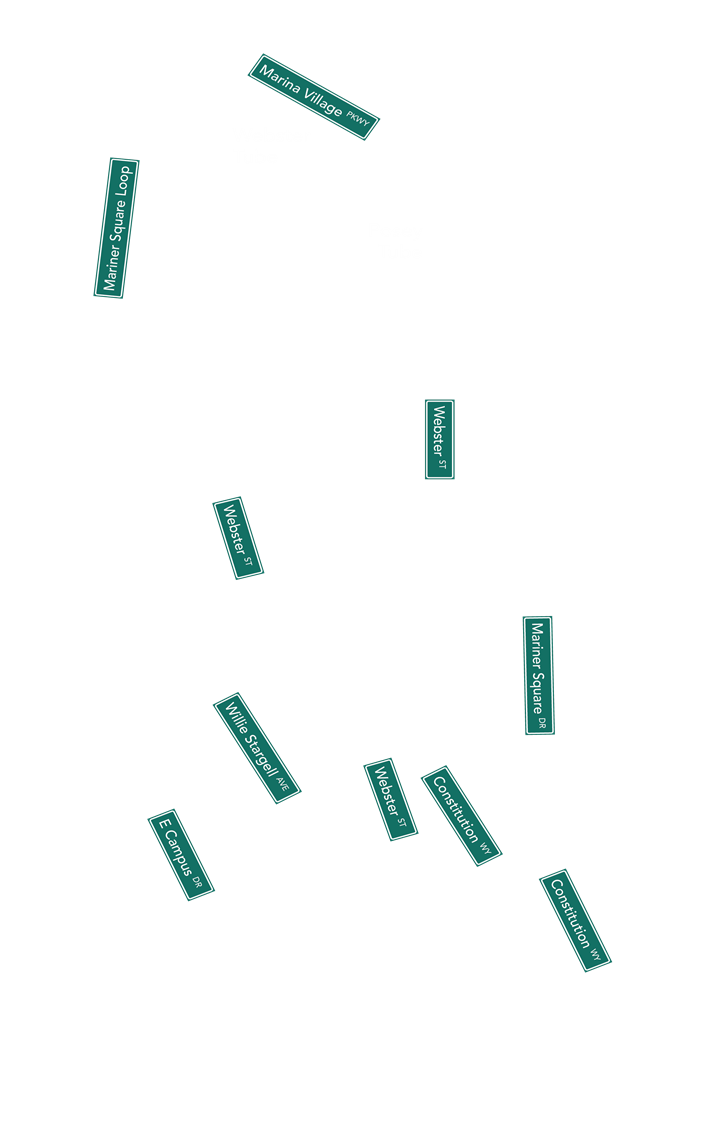 Marina Village PKWY
Mariner Square Loop
Webster ST
Webster ST
Mariner Square DR
Willie Stargell AVE
Webster ST
Constitution WY
E Campus DR
Constitution WY